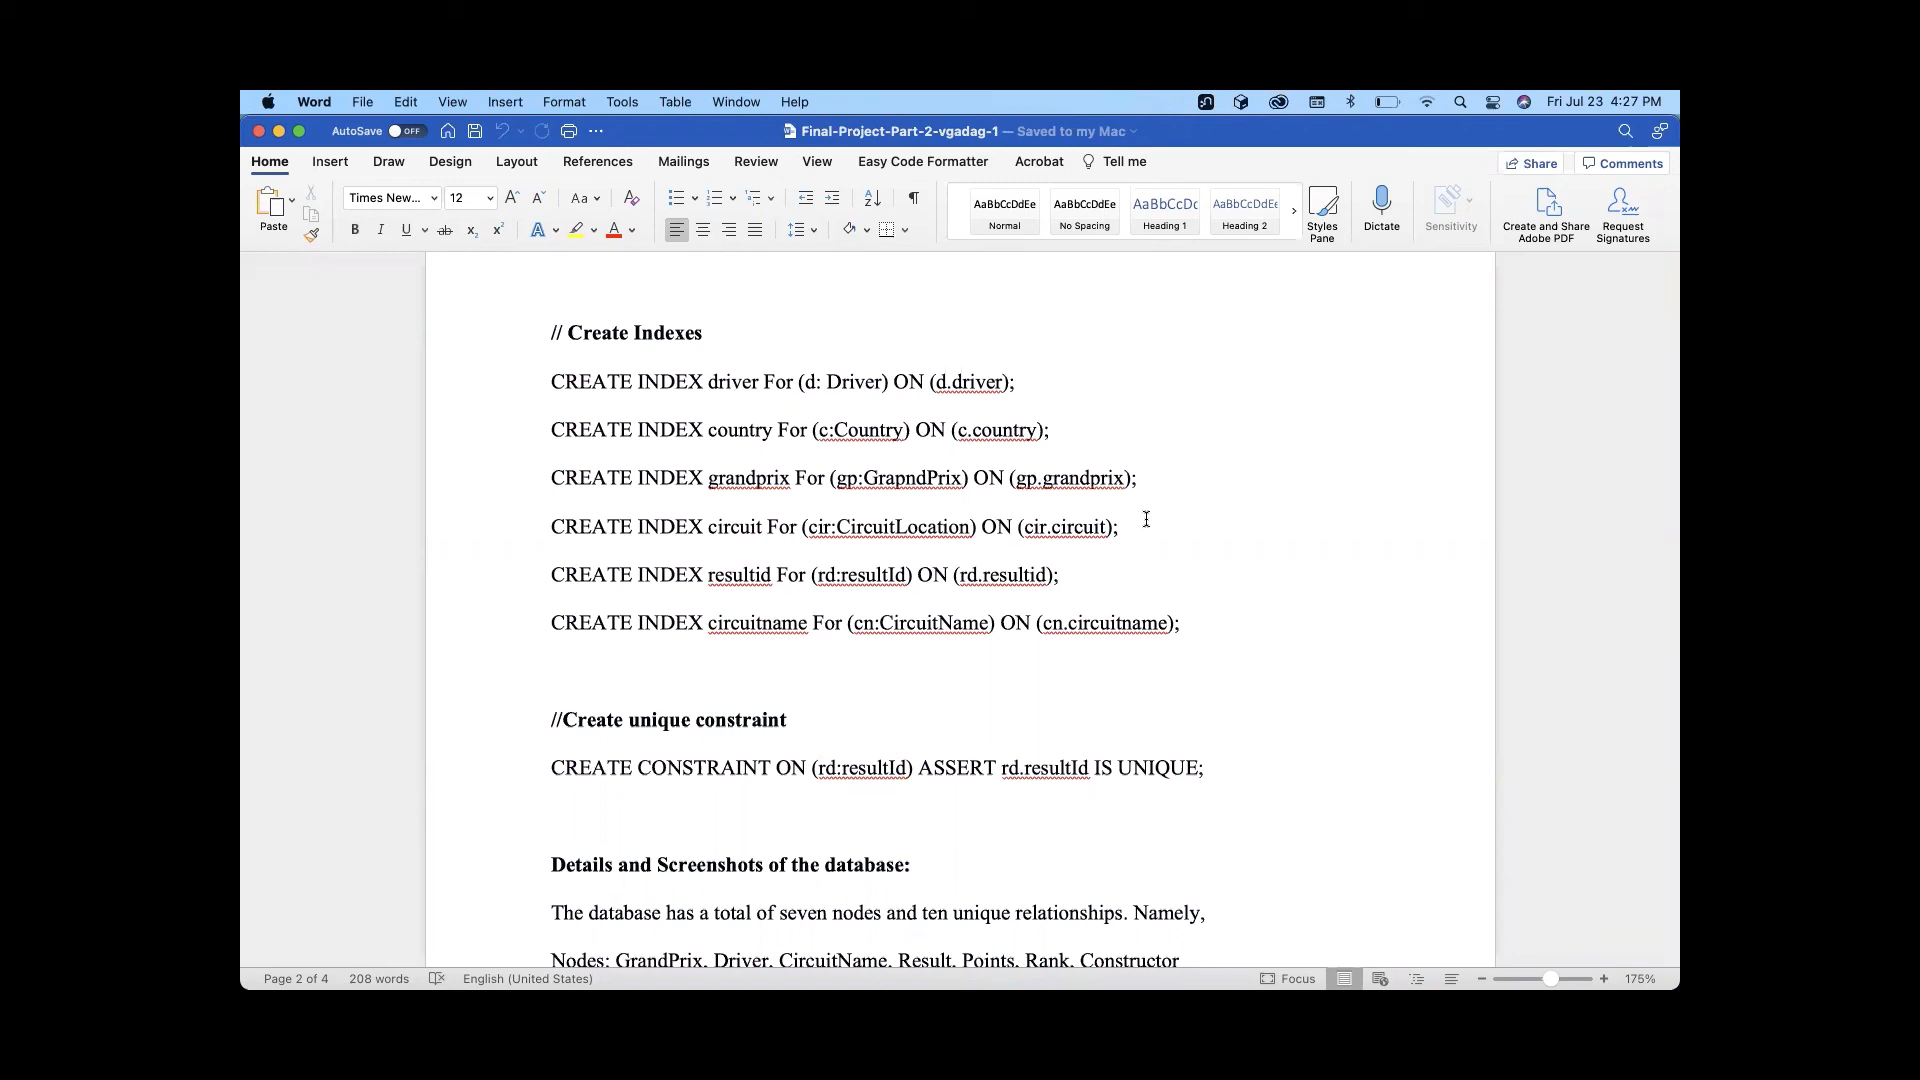 Word File Edit View Insert Format Tools Table Window Help Fri Jul 23 4:27 PM
AutoSave OFF Final-Project-Part-2-vgadag-1 — Saved to my Mac
Home Insert Draw Design Layout References Mailings Review View Easy Code Formatter Acrobat Tell me Share Comments
Times New... 12 AaBbCcDdEe AaBbCcDdEe AaBbCcDc AaBbCcDdEe
Paste Normal No Spacing Heading 1 Heading 2 Styles Pane Dictate Sensitivity Create and Share Adobe PDF Request Signatures
// Create Indexes
CREATE INDEX driver For (d: Driver) ON (d.driver);
CREATE INDEX country For (c:Country) ON (c.country);
CREATE INDEX grandprix For (gp:GrapndPrix) ON (gp.grandprix);
CREATE INDEX circuit For (cir:CircuitLocation) ON (cir.circuit);
CREATE INDEX resultid For (rd:resultId) ON (rd.resultid);
CREATE INDEX circuitname For (cn:CircuitName) ON (cn.circuitname);
//Create unique constraint
CREATE CONSTRAINT ON (rd:resultId) ASSERT rd.resultId IS UNIQUE;
Details and Screenshots of the database:
The database has a total of seven nodes and ten unique relationships. Namely,
Nodes: GrandPrix, Driver, CircuitName, Result, Points, Rank, Constructor
Page 2 of 4 208 words English (United States) Focus 175%